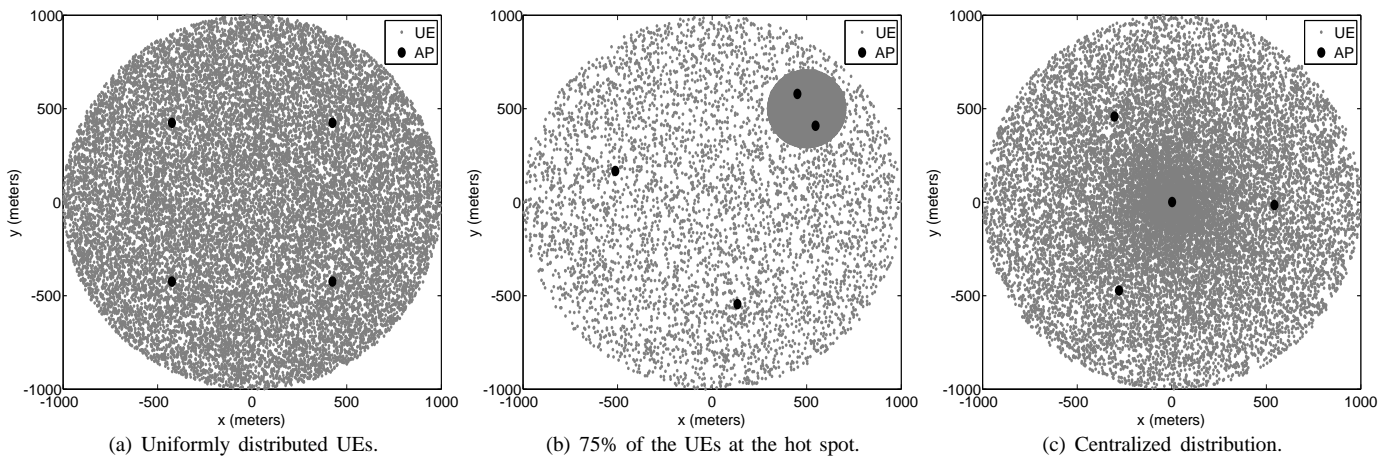 1000
500
0
-500
-1000
-1000
-500
0
500
1000
y (meters)
x (meters)
UE
AP
(a) Uniformly distributed UEs.
1000
500
0
-500
-1000
-1000
-500
0
500
1000
y (meters)
x (meters)
UE
AP
(b) 75% of the UEs at the hot spot.
1000
500
0
-500
-1000
-1000
-500
0
500
1000
y (meters)
x (meters)
UE
AP
(c) Centralized distribution.